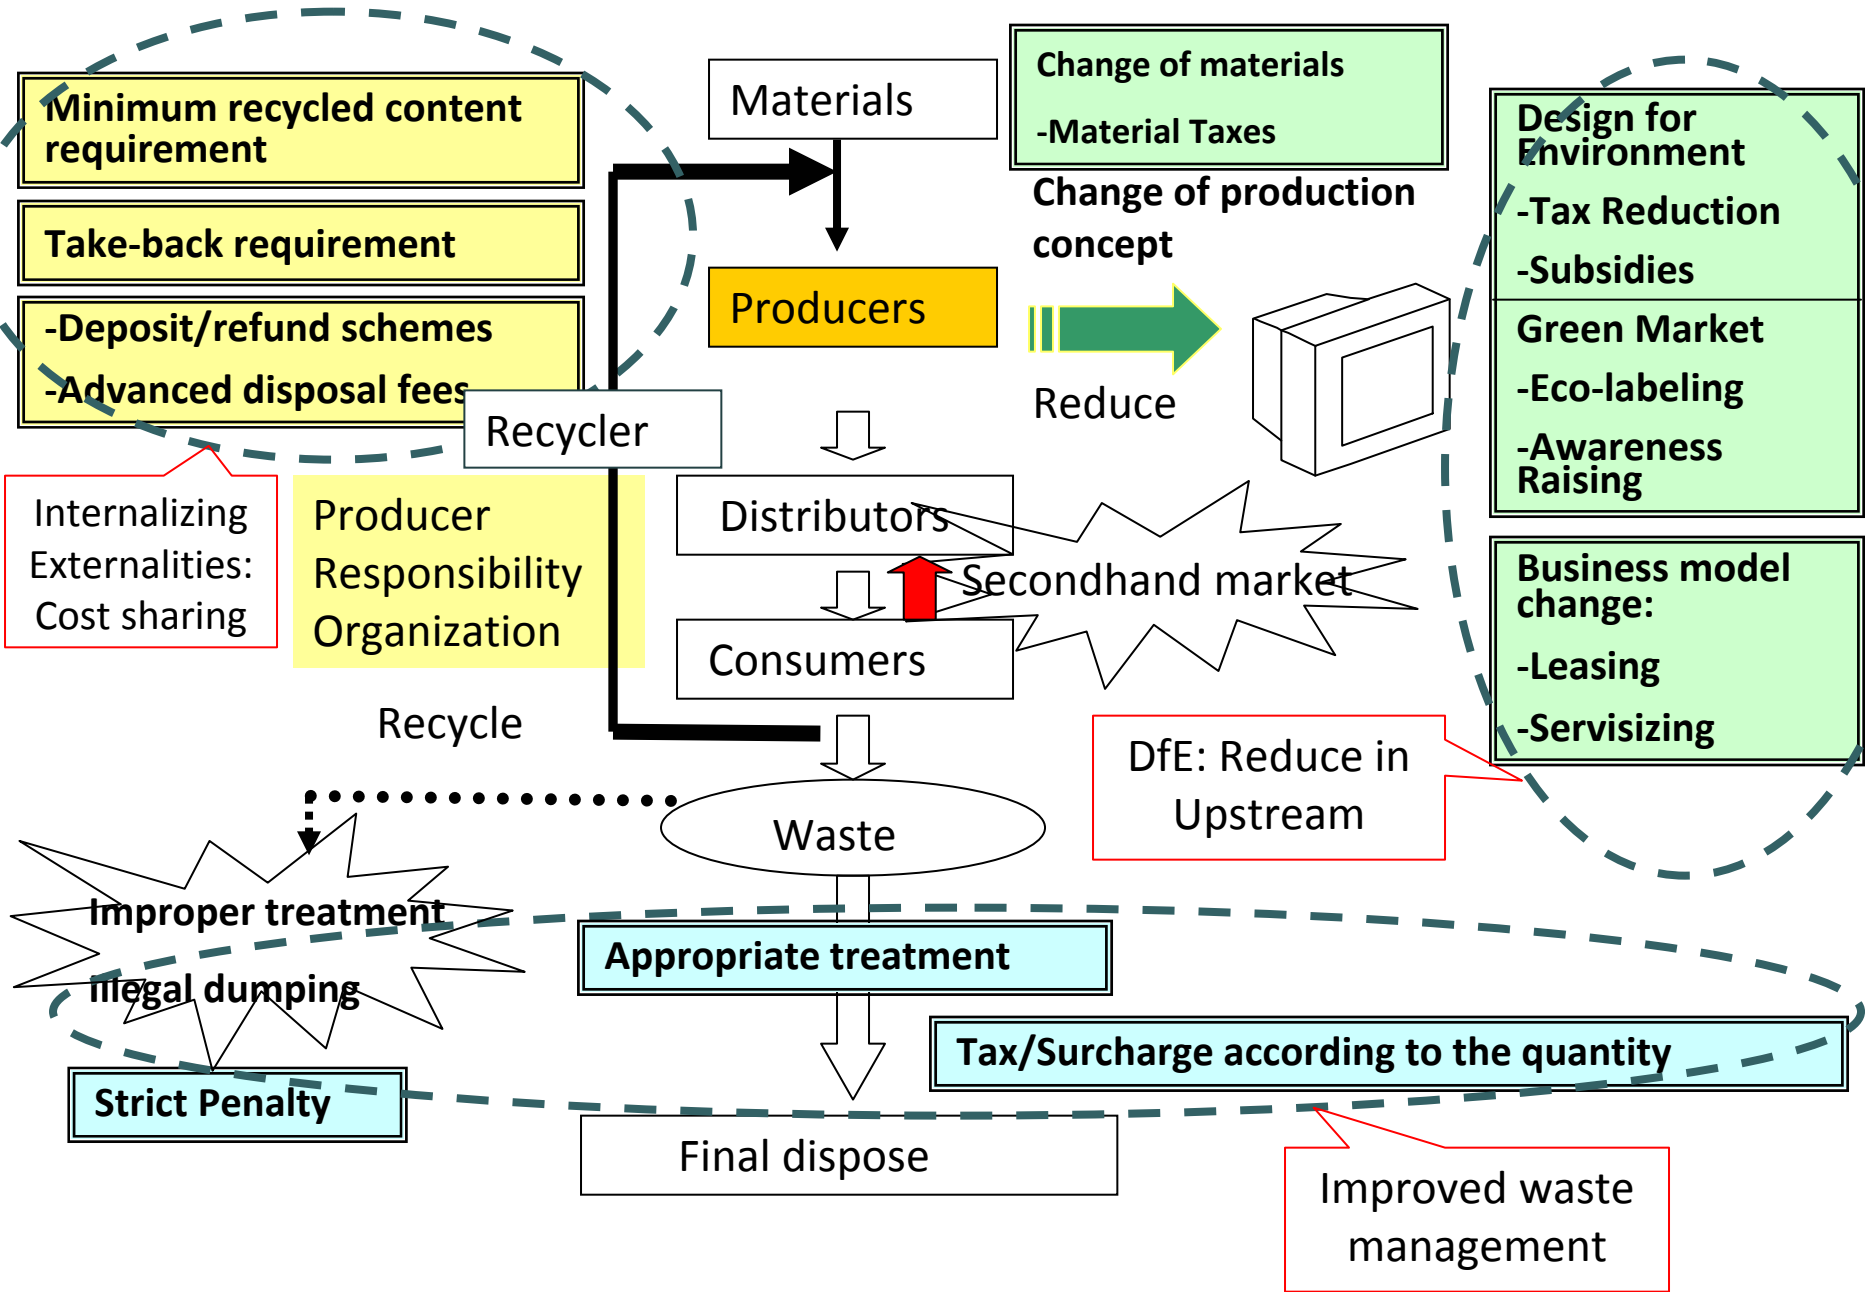 Minimum recycled content
requirement
Take-back requirement
-Deposit/refund schemes
-Advanced disposal fees
Recycler
Internalizing
Externalities:
Cost sharing
Producer
Responsibility
Organization
Recycle
Materials
Producers
Distributors
Consumers
Secondhand market
Change of materials
-Material Taxes
Change of production
concept
Reduce
Design for
Environment
-Tax Reduction
-Subsidies
Green Market
-Eco-labeling
-Awareness
Raising
Business model
change:
-Leasing
-Servisizing
DfE: Reduce in
Upstream
Waste
Improper treatment
illegal dumping
Appropriate treatment
Tax/Surcharge according to the quantity
Strict Penalty
Final dispose
Improved waste
management